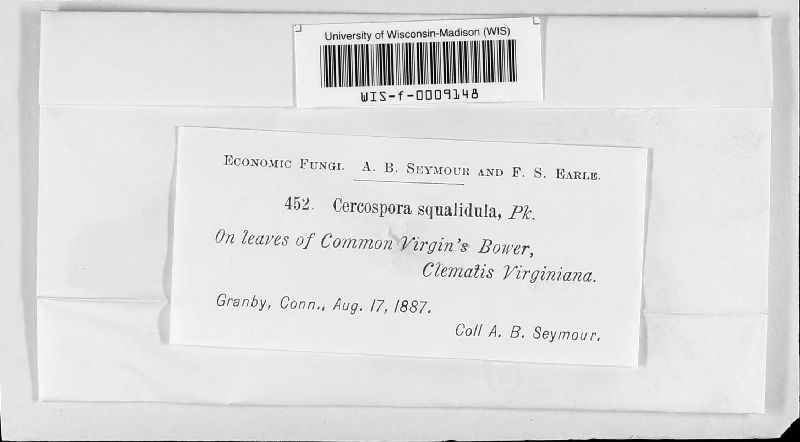 University of Wisconsin-Madison (WIS)
WIS-f-0009148
Economic Fungi. A. B. Seymour and F. S. Earle.
452. Cercospora squalidula, Pk.
On leaves of Common Virgin's Bower,
Clematis Virginiana.
Granby, Conn., Aug. 17, 1887.
Coll A. B. Seymour.